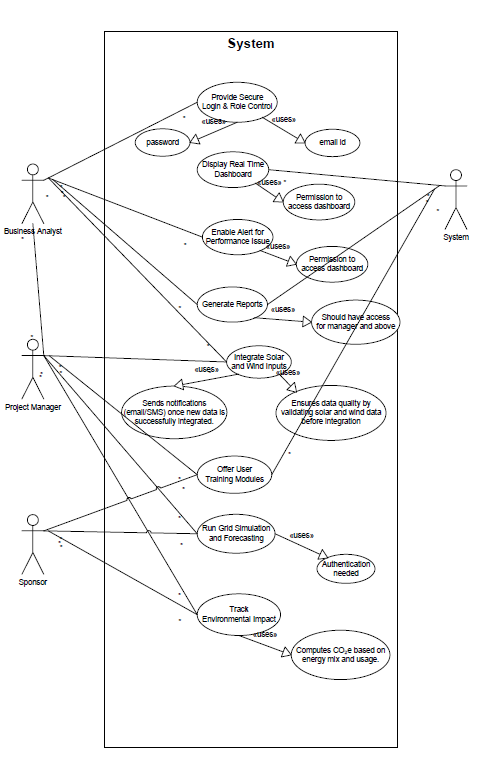 System
Provide Secure
Login & Role Control
«uses»
«uses»
password
email id
Display Real Time
Dashboard
«uses»
Permission to
access dashboard
Business Analyst
System
Enable Alert for
Performance Issue
«uses»
Permission to
access dashboard
Generate Reports
«uses»
Should have access
for manager and above
Integrate Solar
and Wind Inputs
«uses»
«uses»
Sends notifications
(email/SMS) once new data is
successfully integrated.
Ensures data quality by
validating solar and wind data
before integration
Project Manager
Offer User
Training Modules
Run Grid Simulation
and Forecasting
«uses»
Authentication
needed
Sponsor
Track
Environmental Impact
«uses»
Computes CO₂e based on
energy mix and usage.